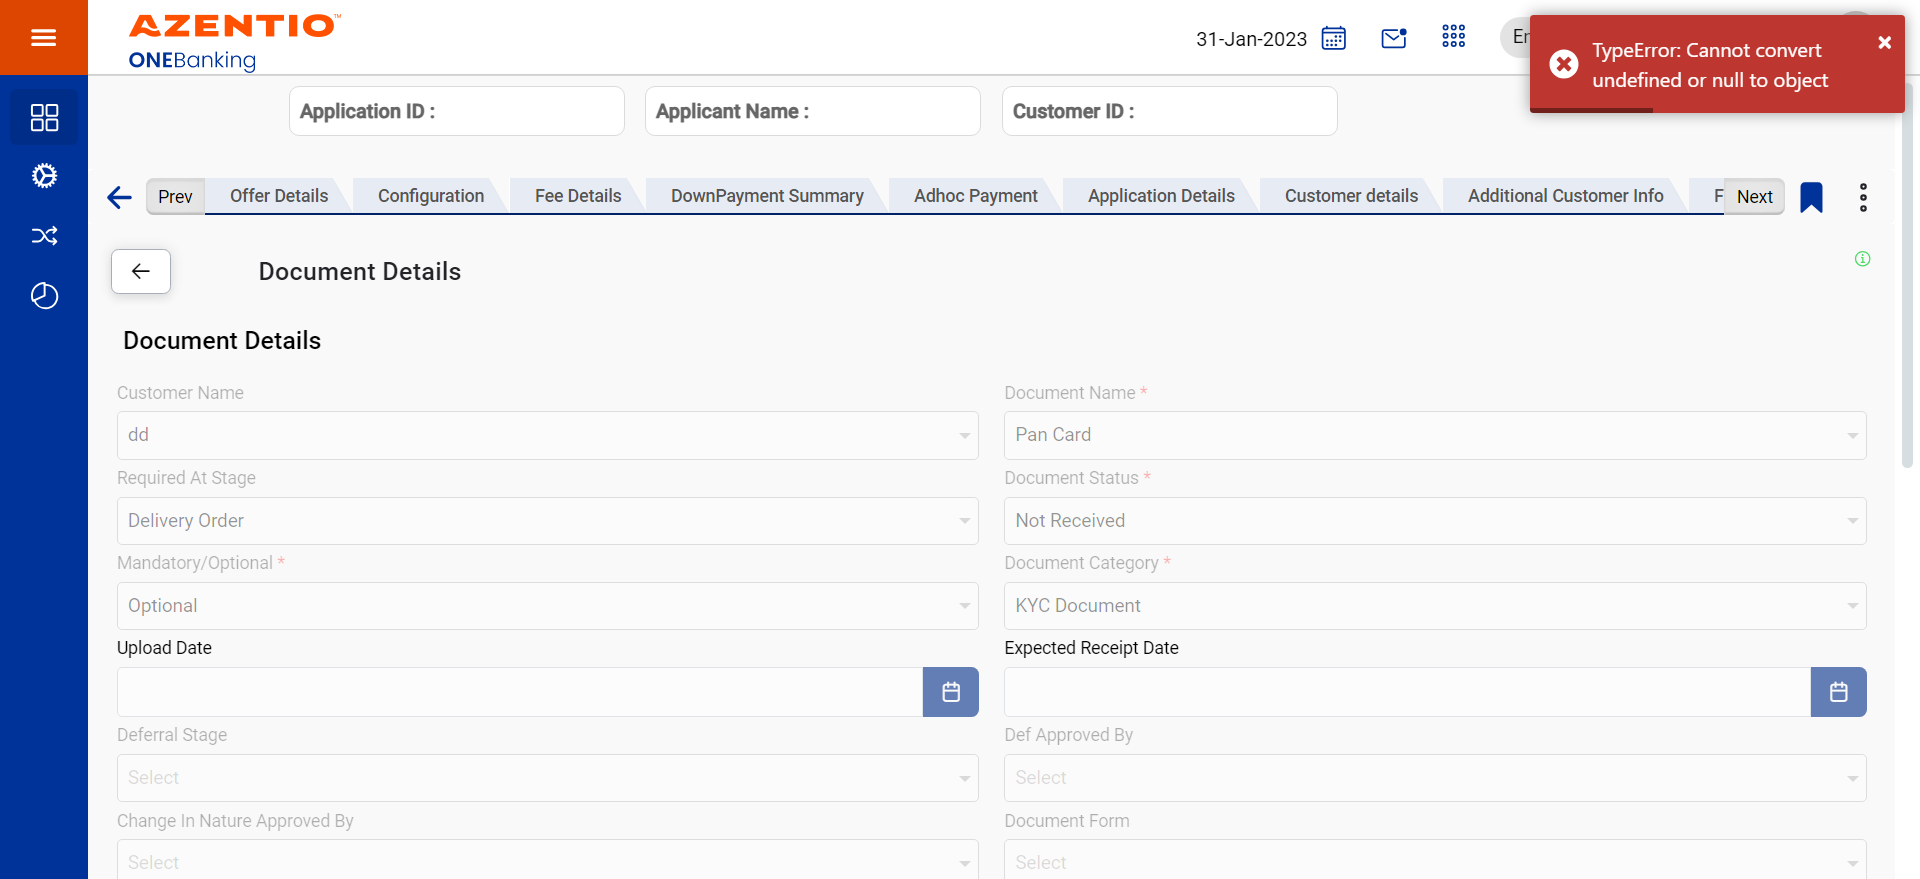 AZENTIO™
ONEBanking
31-Jan-2023
En
TypeError: Cannot convert
undefined or null to object
Application ID :
Applicant Name :
Customer ID :
Prev
Offer Details
Configuration
Fee Details
DownPayment Summary
Adhoc Payment
Application Details
Customer details
Additional Customer Info
F
Next
Document Details
Document Details
Customer Name
Document Name *
dd
Pan Card
Required At Stage
Document Status *
Delivery Order
Not Received
Mandatory/Optional *
Document Category *
Optional
KYC Document
Upload Date
Expected Receipt Date
Deferral Stage
Def Approved By
Select
Select
Change In Nature Approved By
Document Form
Select
Select